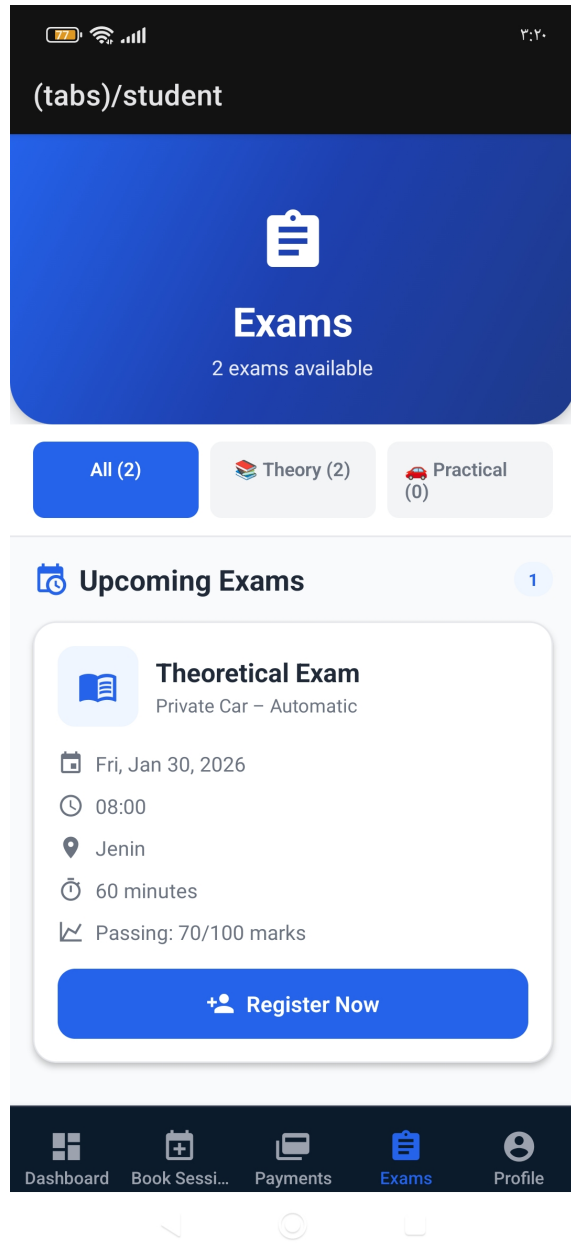 77
٣:٢٠
(tabs)/student
Exams
2 exams available
All (2)
📚 Theory (2)
🚗 Practical
(0)
Upcoming Exams
1
Theoretical Exam
Private Car – Automatic
Fri, Jan 30, 2026
08:00
Jenin
60 minutes
Passing: 70/100 marks
Register Now
Dashboard
Book Sessi...
Payments
Exams
Profile